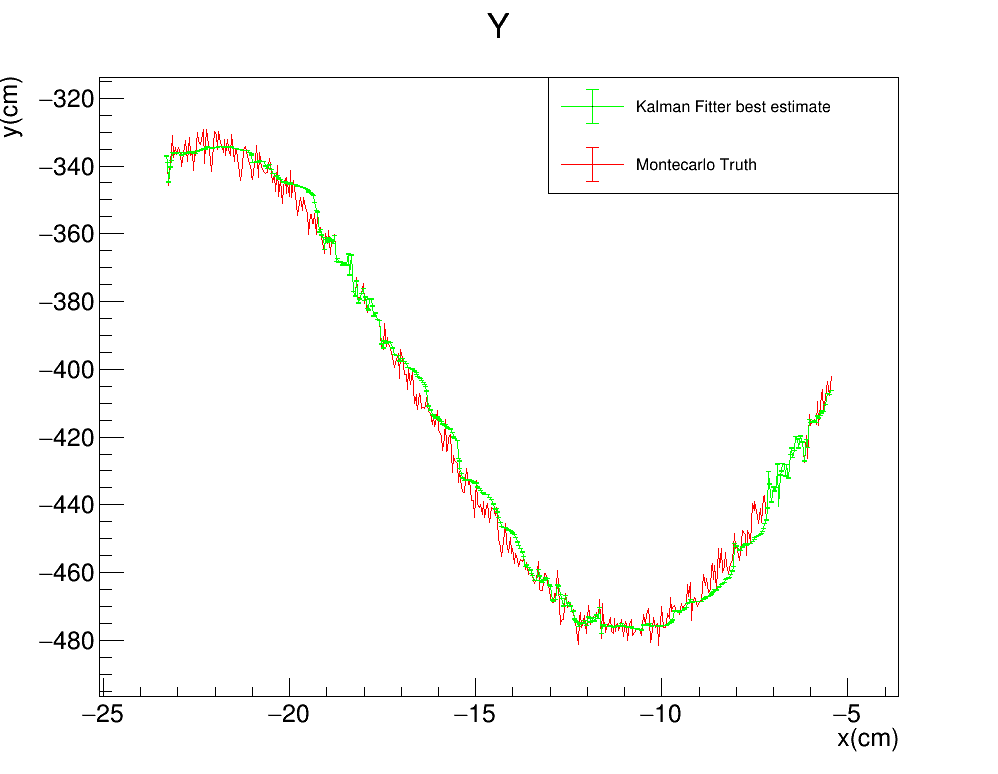 Y
y(cm)
Kalman Fitter best estimate
Montecarlo Truth
−320
−340
−360
−380
−400
−420
−440
−460
−480
−25 −20 −15 −10 −5
x(cm)